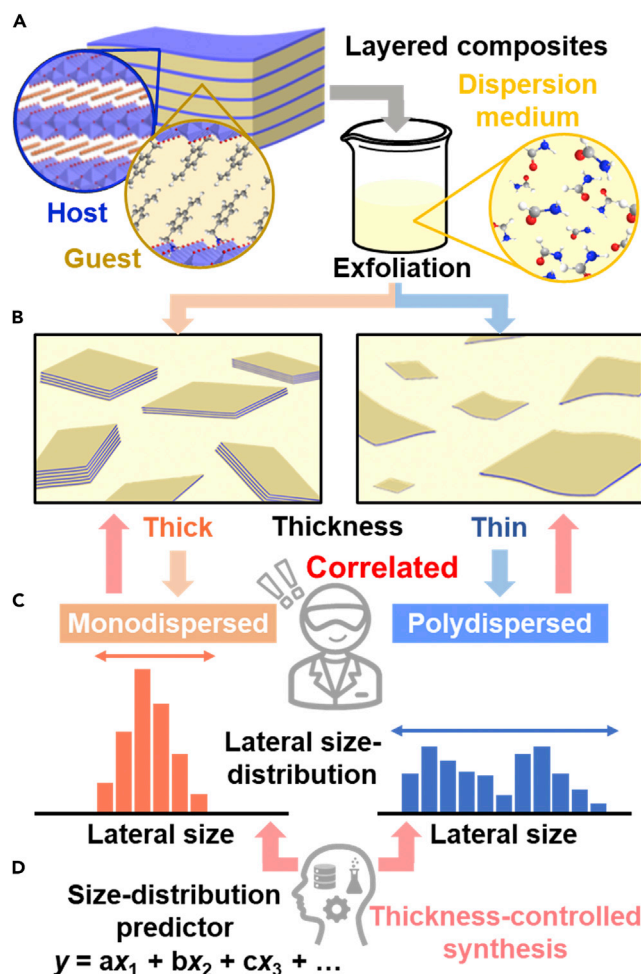 A
Layered composites
Dispersion
medium
Host
Guest
Exfoliation
B
Thick
Thickness
Thin
Correlated
C
Monodispersed
Polydispersed
Lateral size-
distribution
Lateral size
Lateral size
D
Size-distribution
predictor
y = ax₁ + bx₂ + cx₃ + ...
Thickness-controlled
synthesis